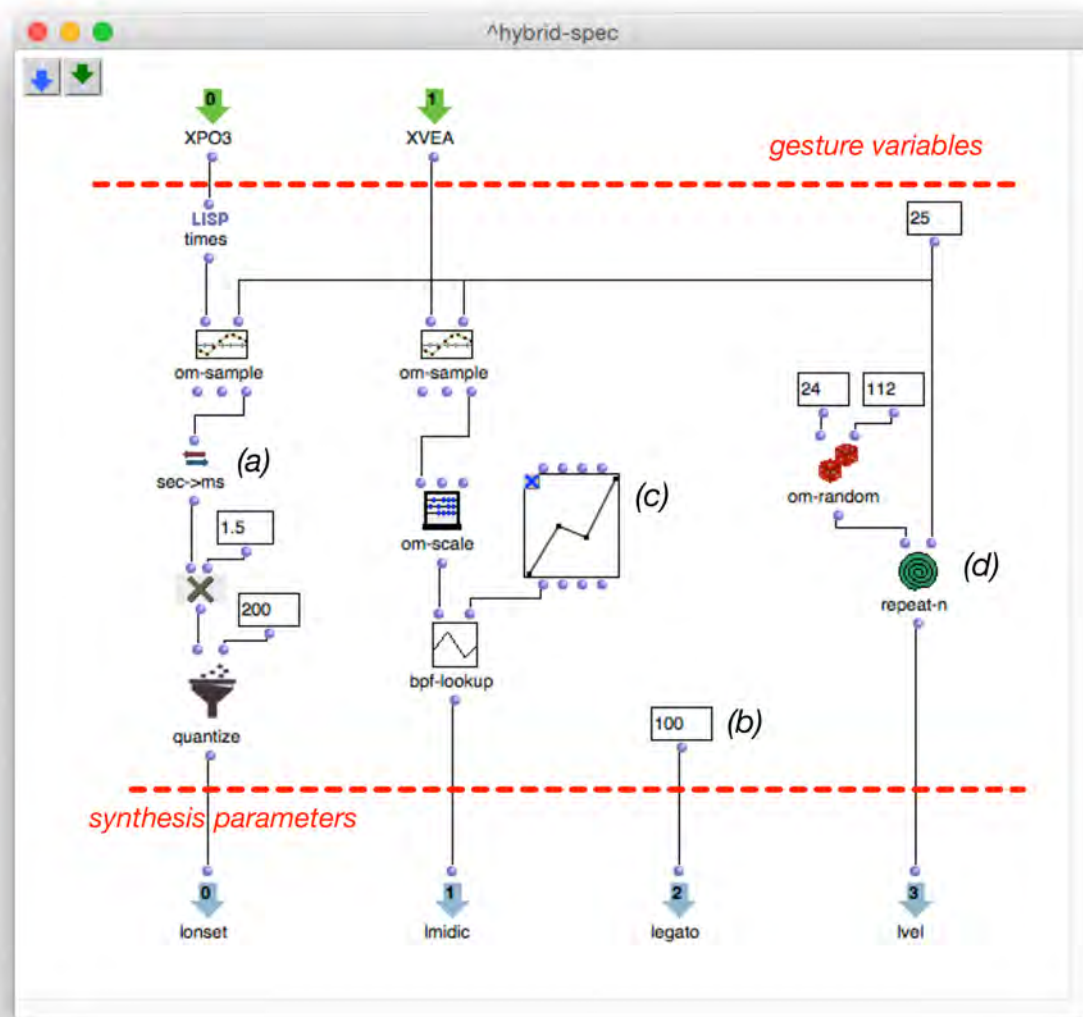 ^hybrid-spec
0
1
XPO3
XVEA
gesture variables
LISP
times
25
om-sample
om-sample
24
112
(a)
sec->ms
om-scale
(c)
om-random
1.5
(d)
repeat-n
200
bpf-lookup
quantize
100
(b)
synthesis parameters
0
1
2
3
lonset
lmidic
legato
lvel